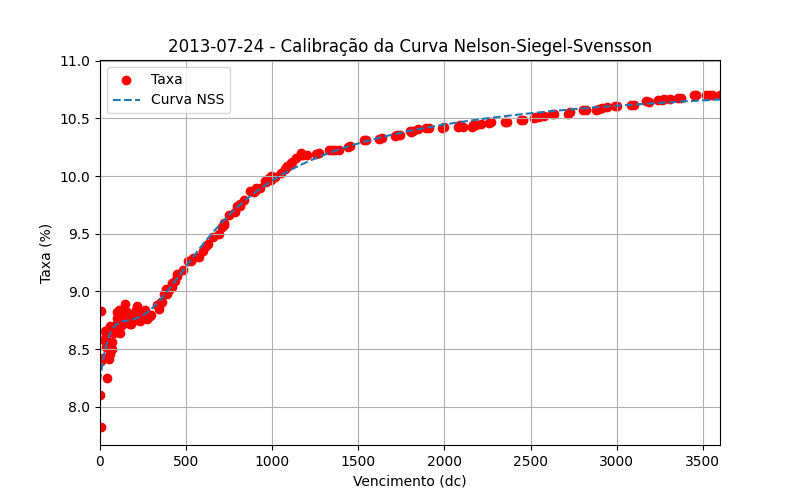 2013-07-24 - Calibração da Curva Nelson-Siegel-Svensson
Taxa
Curva NSS
Taxa (%)
11.0
10.5
10.0
9.5
9.0
8.5
8.0
0 500 1000 1500 2000 2500 3000 3500
Vencimento (dc)